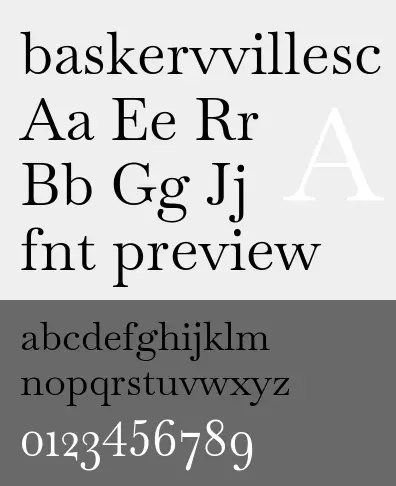 baskervvillesc
Aa Ee Rr
A
Bb Gg Jj
fnt preview
abcdefghijklm
nopqrstuvwxyz
0123456789